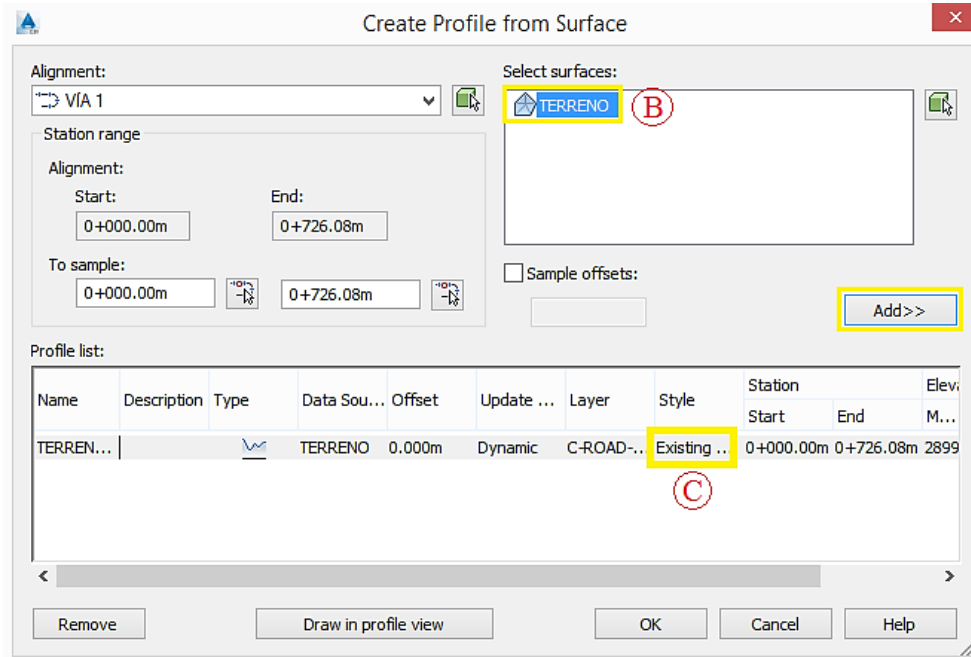 Create Profile from Surface
Alignment:
VÍA 1
Station range
Alignment:
Start: End:
0+000.00m 0+726.08m
To sample:
0+000.00m 0+726.08m
Select surfaces:
TERRENO B
Sample offsets:
Add>>
Profile list:
Name Description Type Data Sou... Offset Update ... Layer Style Station Elev
Start End M...
TERREN... TERRENO 0.000m Dynamic C-ROAD-... Existing ... 0+000.00m 0+726.08m 2899
C
Remove Draw in profile view OK Cancel Help